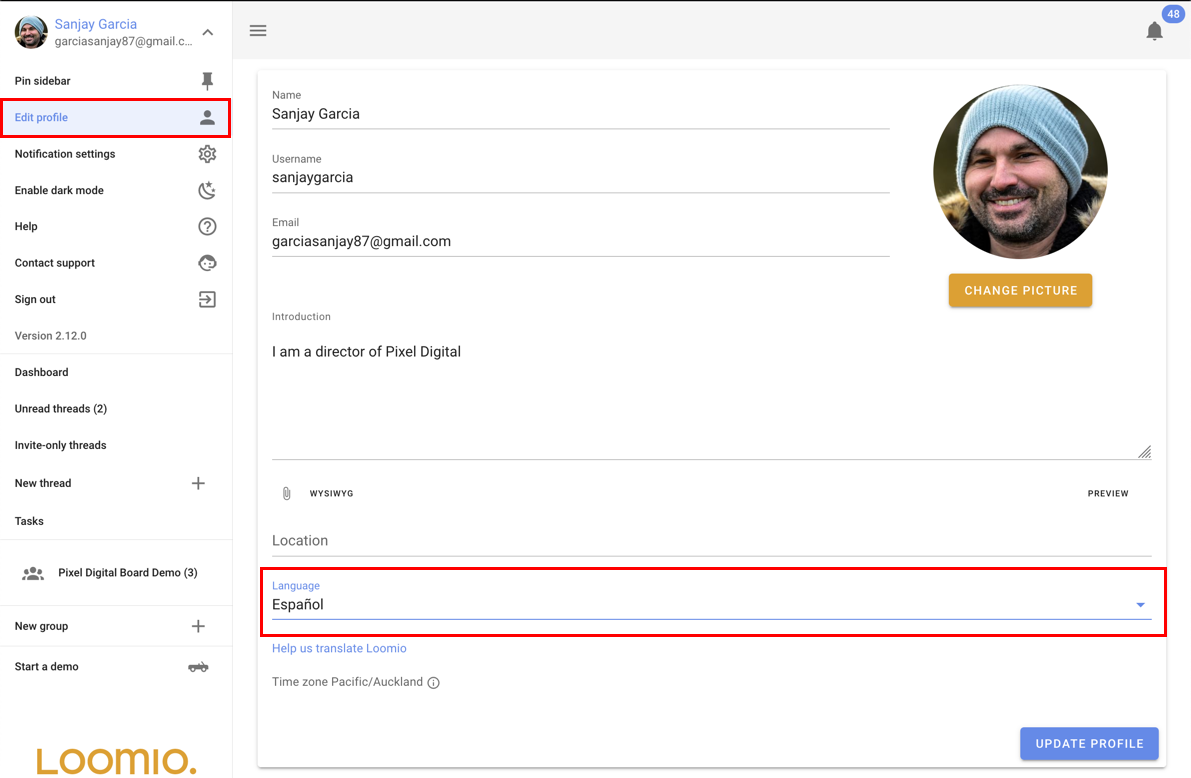 Sanjay Garcia
garciasanjay87@gmail.c...
Pin sidebar
Edit profile
Notification settings
Enable dark mode
Help
Contact support
Sign out
Version 2.12.0
Dashboard
Unread threads (2)
Invite-only threads
New thread
Tasks
Pixel Digital Board Demo (3)
New group
Start a demo
LOOMIO.
48
Name
Sanjay Garcia
Username
sanjaygarcia
Email
garciasanjay87@gmail.com
CHANGE PICTURE
Introduction
I am a director of Pixel Digital
WYSIWYG PREVIEW
Location
Language
Español
Help us translate Loomio
Time zone Pacific/Auckland
UPDATE PROFILE